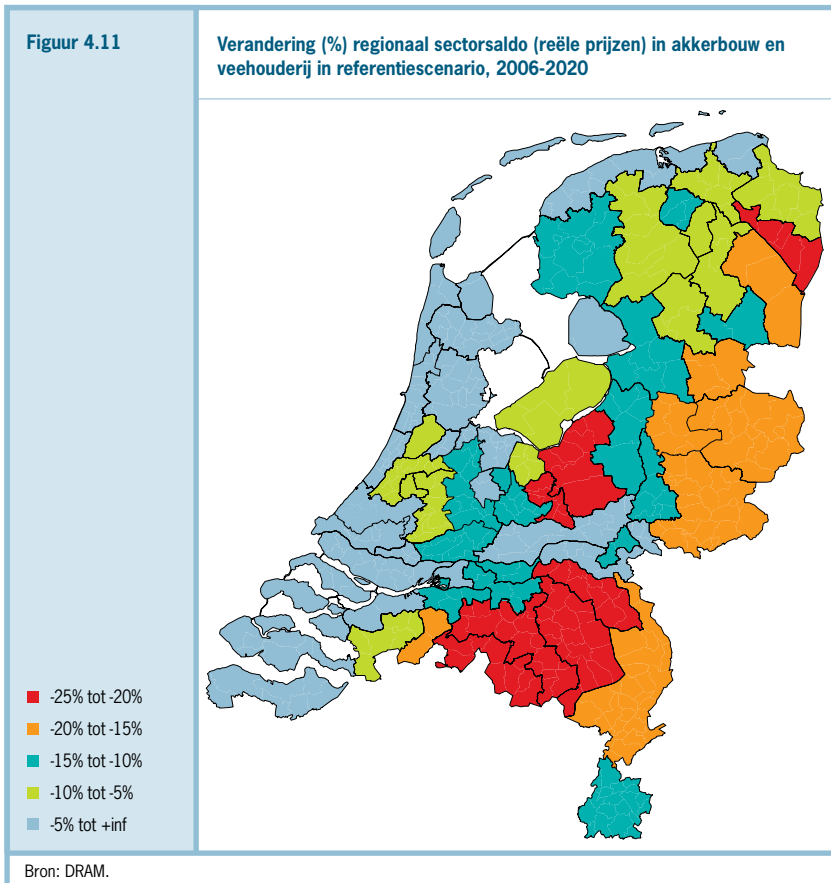 Figuur 4.11
Verandering (%) regionaal sectorsaldo (reële prijzen) in akkerbouw en
veehouderij in referentiescenario, 2006-2020
-25% tot -20%
-20% tot -15%
-15% tot -10%
-10% tot -5%
-5% tot +inf
Bron: DRAM.